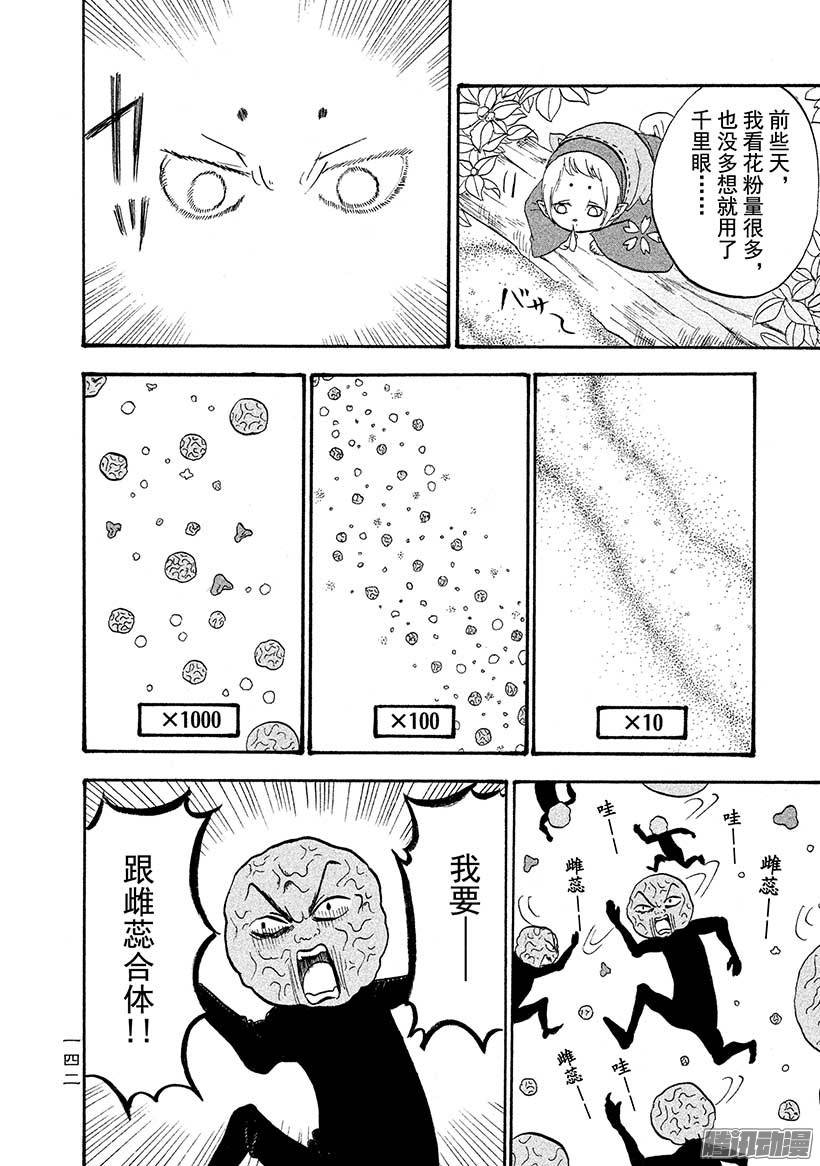 前些天，
我看花粉量很多，
也没多想就用了
千里眼……
バサ〜
カッ
×10
×100
×1000
哇——
哇——
雌蕊——
雌蕊——
哇——
雌蕊——
我要——
跟雌蕊合体!!
一四二
腾讯动漫